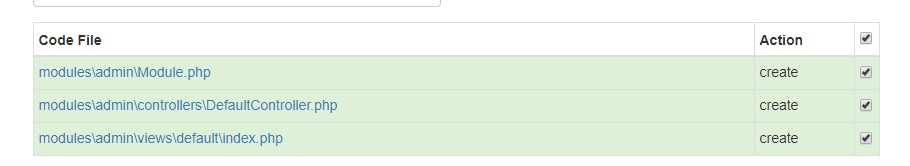 Code File Action
modules\admin\Module.php create
modules\admin\controllers\DefaultController.php create
modules\admin\views\default\index.php create